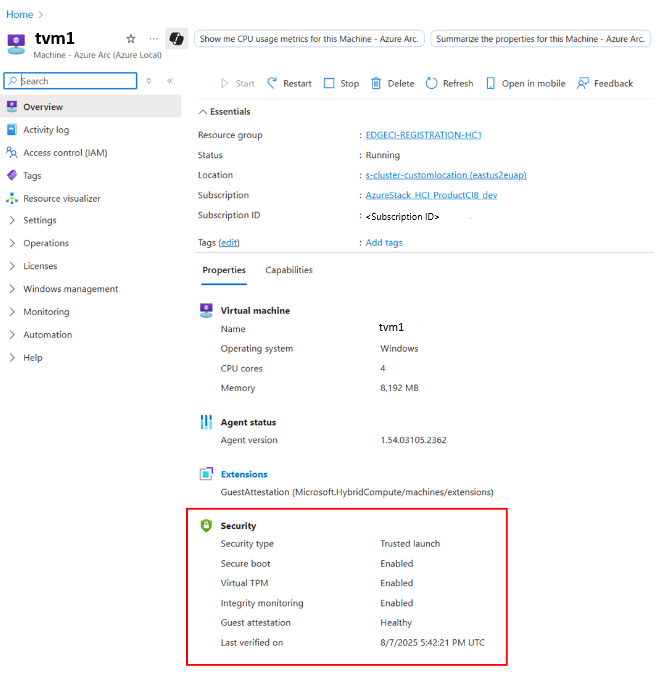 Home
tvm1
Machine - Azure Arc (Azure Local)
Show me CPU usage metrics for this Machine - Azure Arc.
Summarize the properties for this Machine - Azure Arc.
Search
Overview
Activity log
Access control (IAM)
Tags
Resource visualizer
Settings
Operations
Licenses
Windows management
Monitoring
Automation
Help
Start Restart Stop Delete Refresh Open in mobile Feedback
Essentials
Resource group : EDGECI-REGISTRATION-HC1
Status : Running
Location : s-cluster-customlocation (eastus2euap)
Subscription : AzureStack_HCI_ProductCI8_dev
Subscription ID : <Subscription ID>
Tags (edit) : Add tags
Properties Capabilities
Virtual machine
Name tvm1
Operating system Windows
CPU cores 4
Memory 8,192 MB
Agent status
Agent version 1.54.03105.2362
Extensions
GuestAttestation (Microsoft.HybridCompute/machines/extensions)
Security
Security type Trusted launch
Secure boot Enabled
Virtual TPM Enabled
Integrity monitoring Enabled
Guest attestation Healthy
Last verified on 8/7/2025 5:42:21 PM UTC